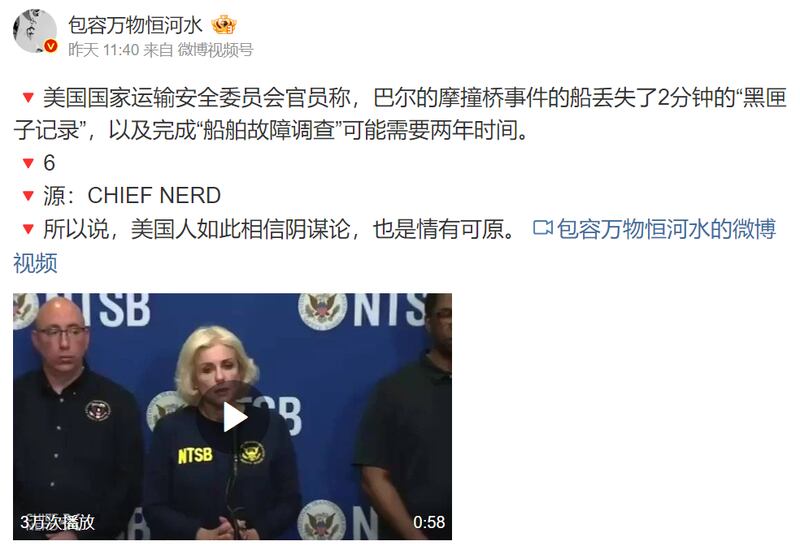 包容万物恒河水
昨天 11:40 来自 微博视频号
🔻美国国家运输安全委员会官员称，巴尔的摩撞桥事件的船丢失了2分钟的“黑匣
子记录”，以及完成“船舶故障调查”可能需要两年时间。
🔻6
🔻源：CHIEF NERD
🔻所以说，美国人如此相信阴谋论，也是情有可原。 包容万物恒河水的微博
视频
NTSB
NTS
SB
NTSB
3万次播放
0:58